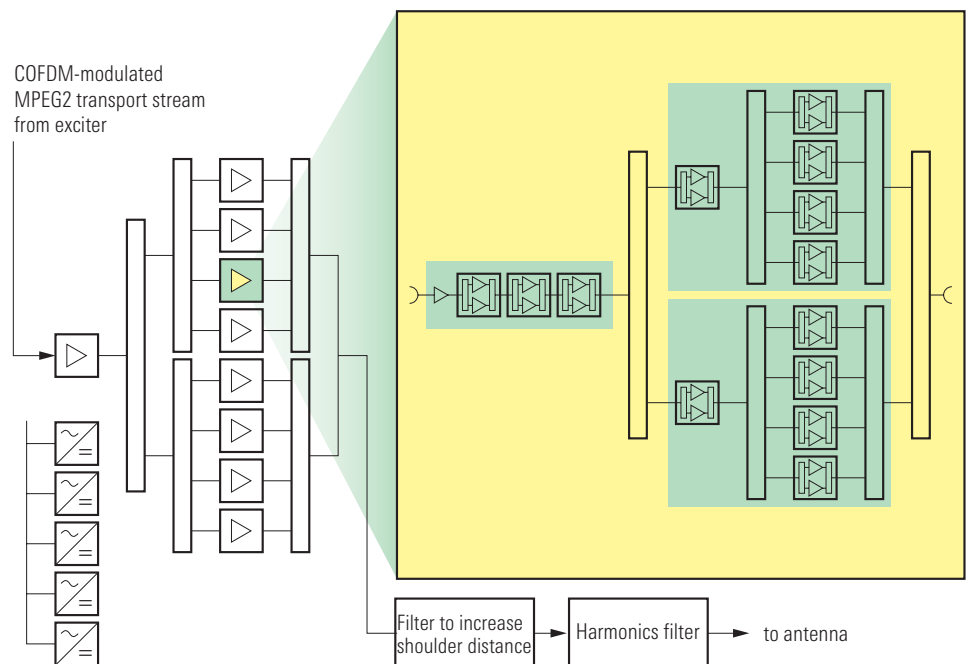 COFDM-modulated
MPEG2 transport stream
from exciter
Filter to increase
shoulder distance
Harmonics filter
to antenna